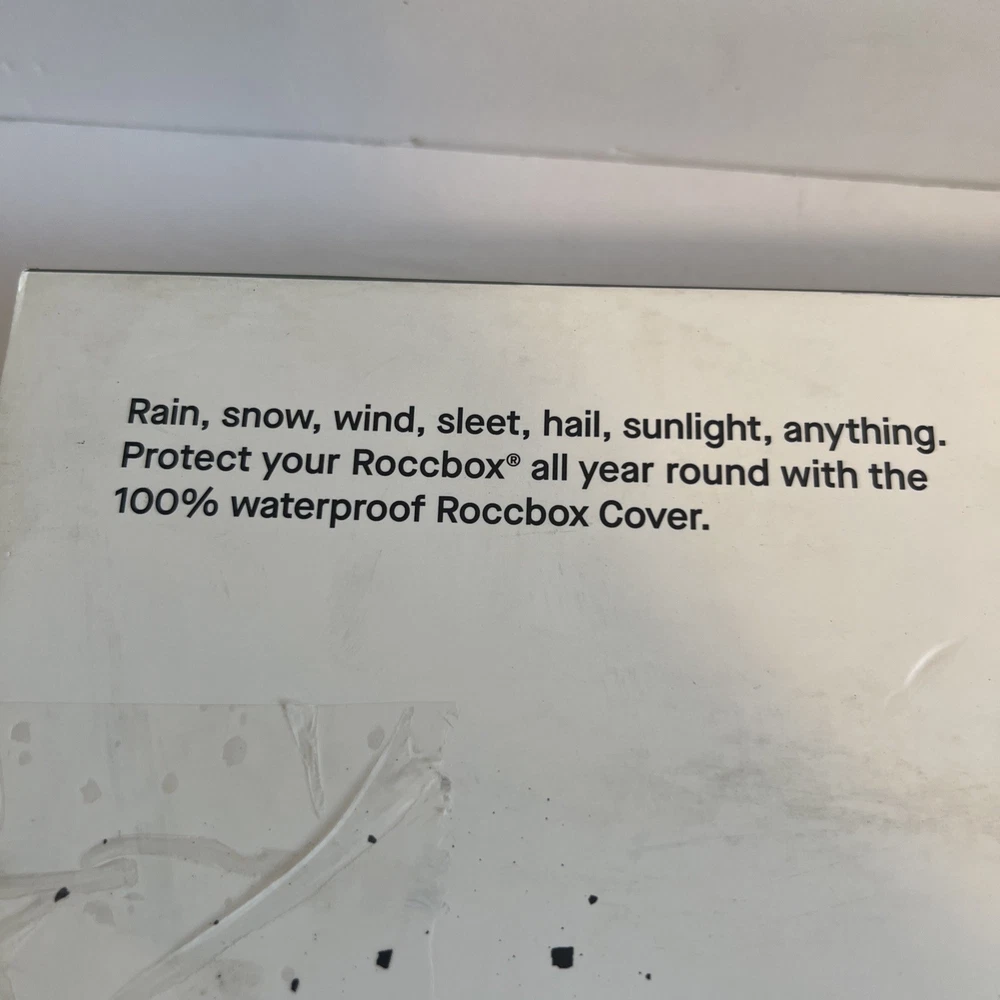 Rain, snow, wind, sleet, hail, sunlight, anything.
Protect your Roccbox® all year round with the
100% waterproof Roccbox Cover.